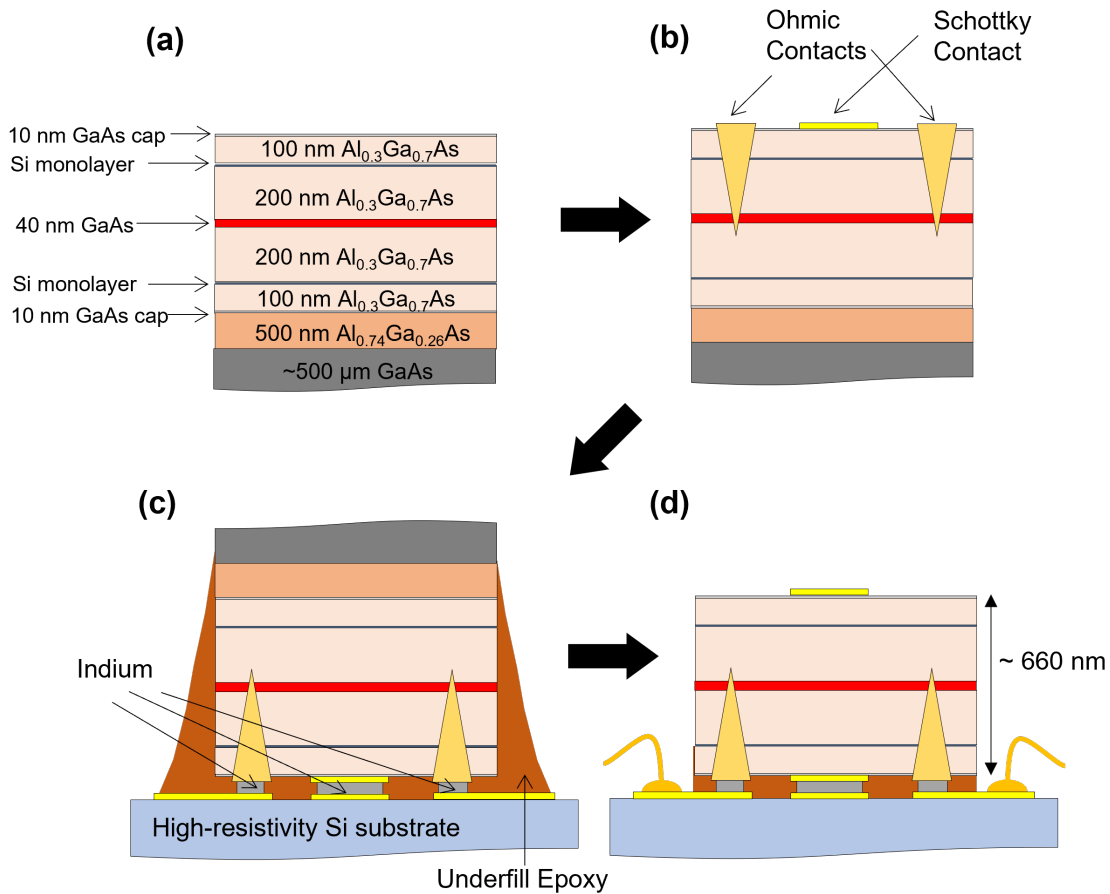 (a)
10 nm GaAs cap
100 nm Al0.3Ga0.7As
Si monolayer
200 nm Al0.3Ga0.7As
40 nm GaAs
200 nm Al0.3Ga0.7As
Si monolayer
100 nm Al0.3Ga0.7As
10 nm GaAs cap
500 nm Al0.74Ga0.26As
~500 µm GaAs
(b)
Ohmic
Contacts
Schottky
Contact
(c)
Indium
High-resistivity Si substrate
Underfill Epoxy
(d)
~ 660 nm